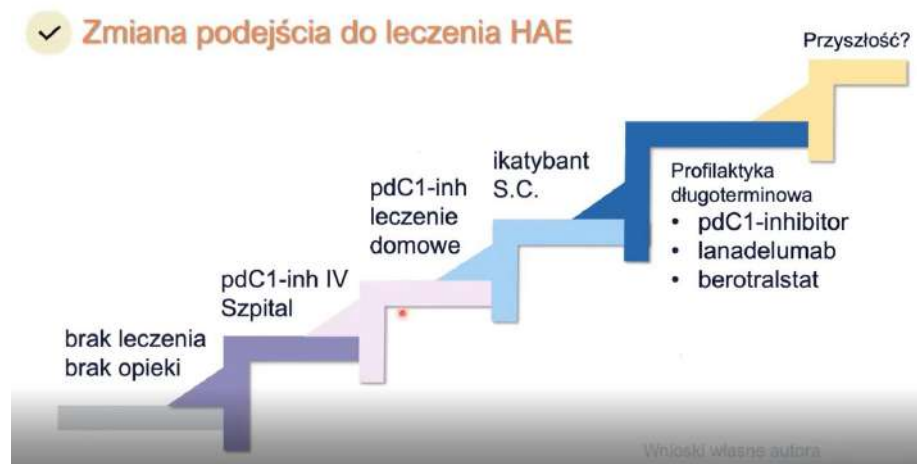 Zmiana podejścia do leczenia HAE
Przyszłość?
ikatybant
S.C.
pdC1-inh
leczenie
domowe
Profilaktyka
długoterminowa
• pdC1-inhibitor
• lanadelumab
• berotralstat
pdC1-inh IV
Szpital
brak leczenia
brak opieki
Wnioski własne autora